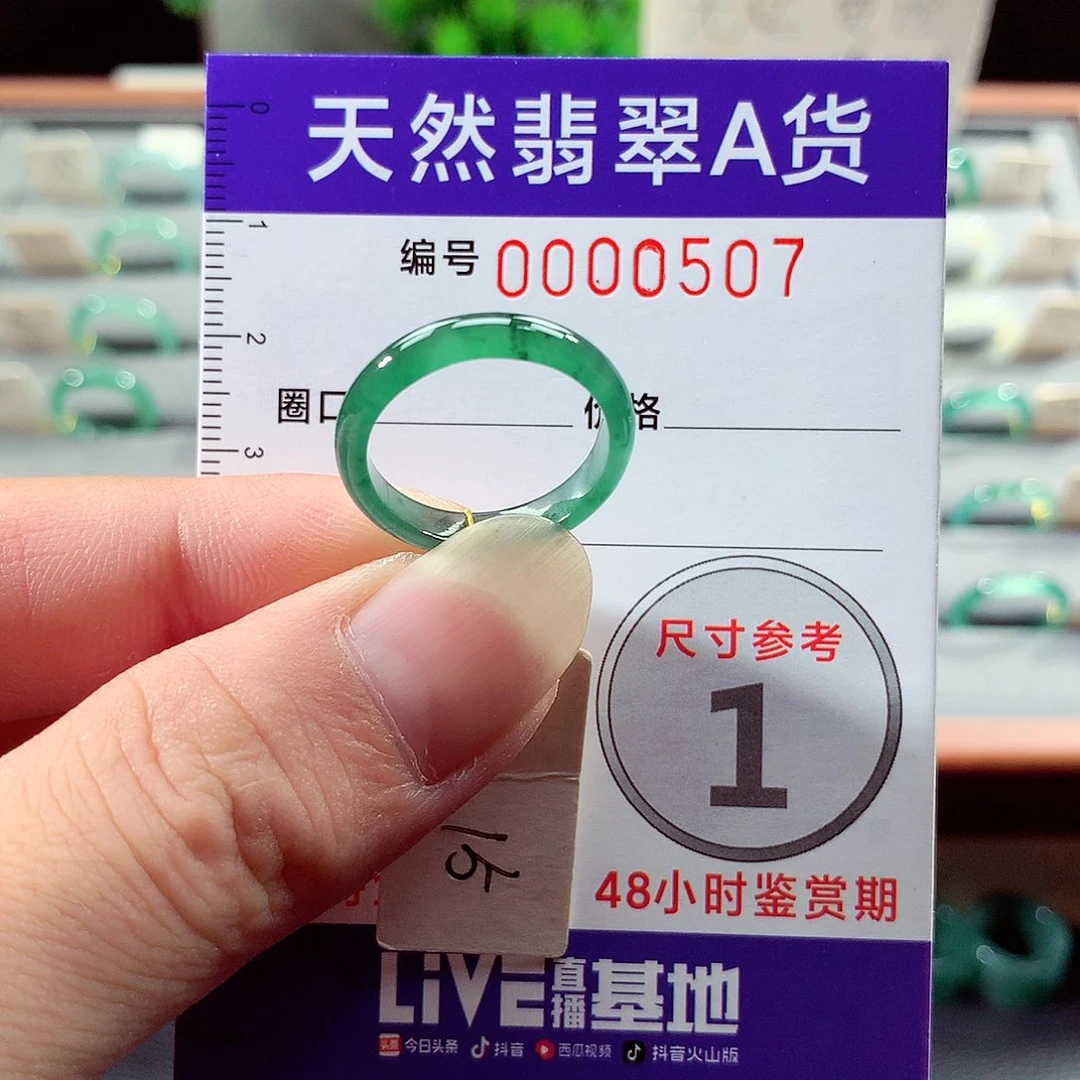 天然翡翠A货
编号 0000507
0
1
2
3
圈口
价格
尺寸参考
1
15
48小时鉴赏期
LiVE直播基地
今日头条 抖音 西瓜视频 抖音火山版